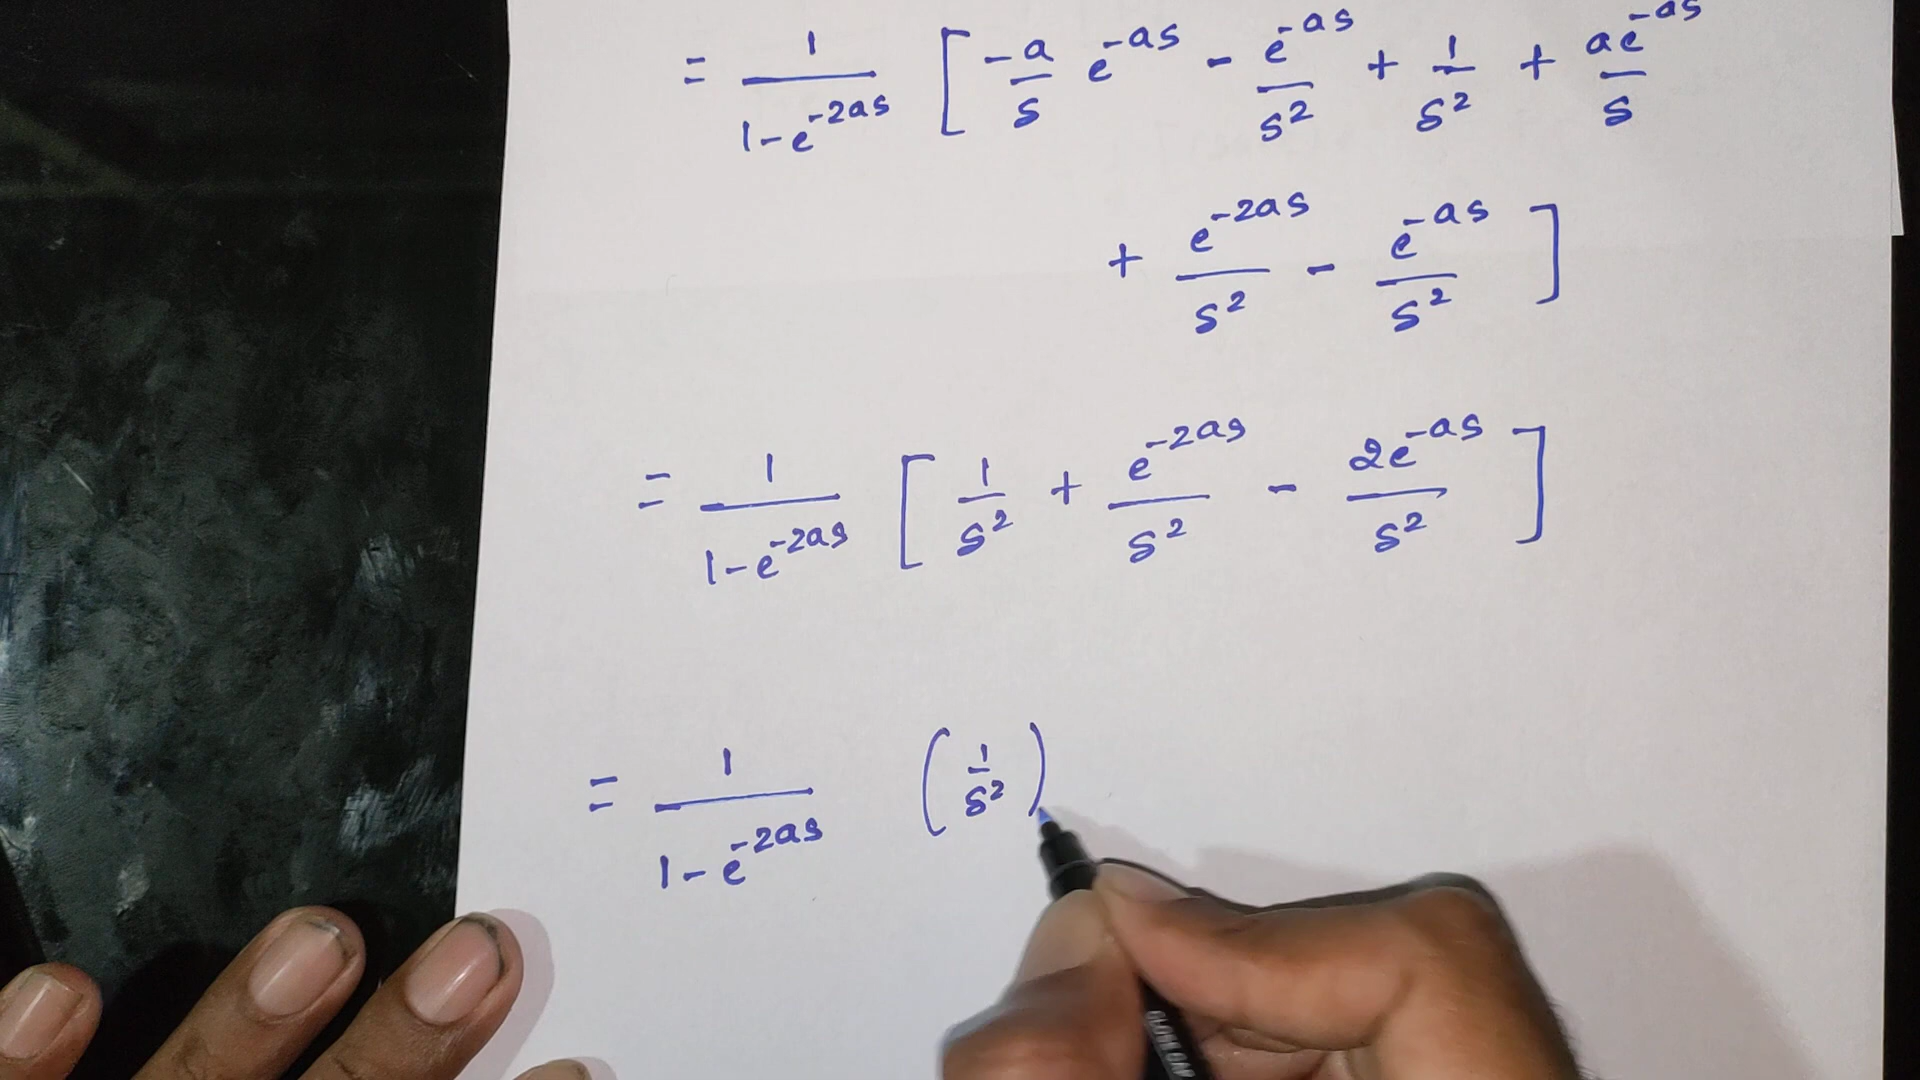 = 1/(1-e^{-2as}) [ -a/s e^{-as} - e^{-as}/s^2 + 1/s^2 + ae^{-as}/s
+ e^{-2as}/s^2 - e^{-as}/s^2 ]
= 1/(1-e^{-2as}) [ 1/s^2 + e^{-2as}/s^2 - 2e^{-as}/s^2 ]
= 1/(1-e^{-2as}) (1/s^2)